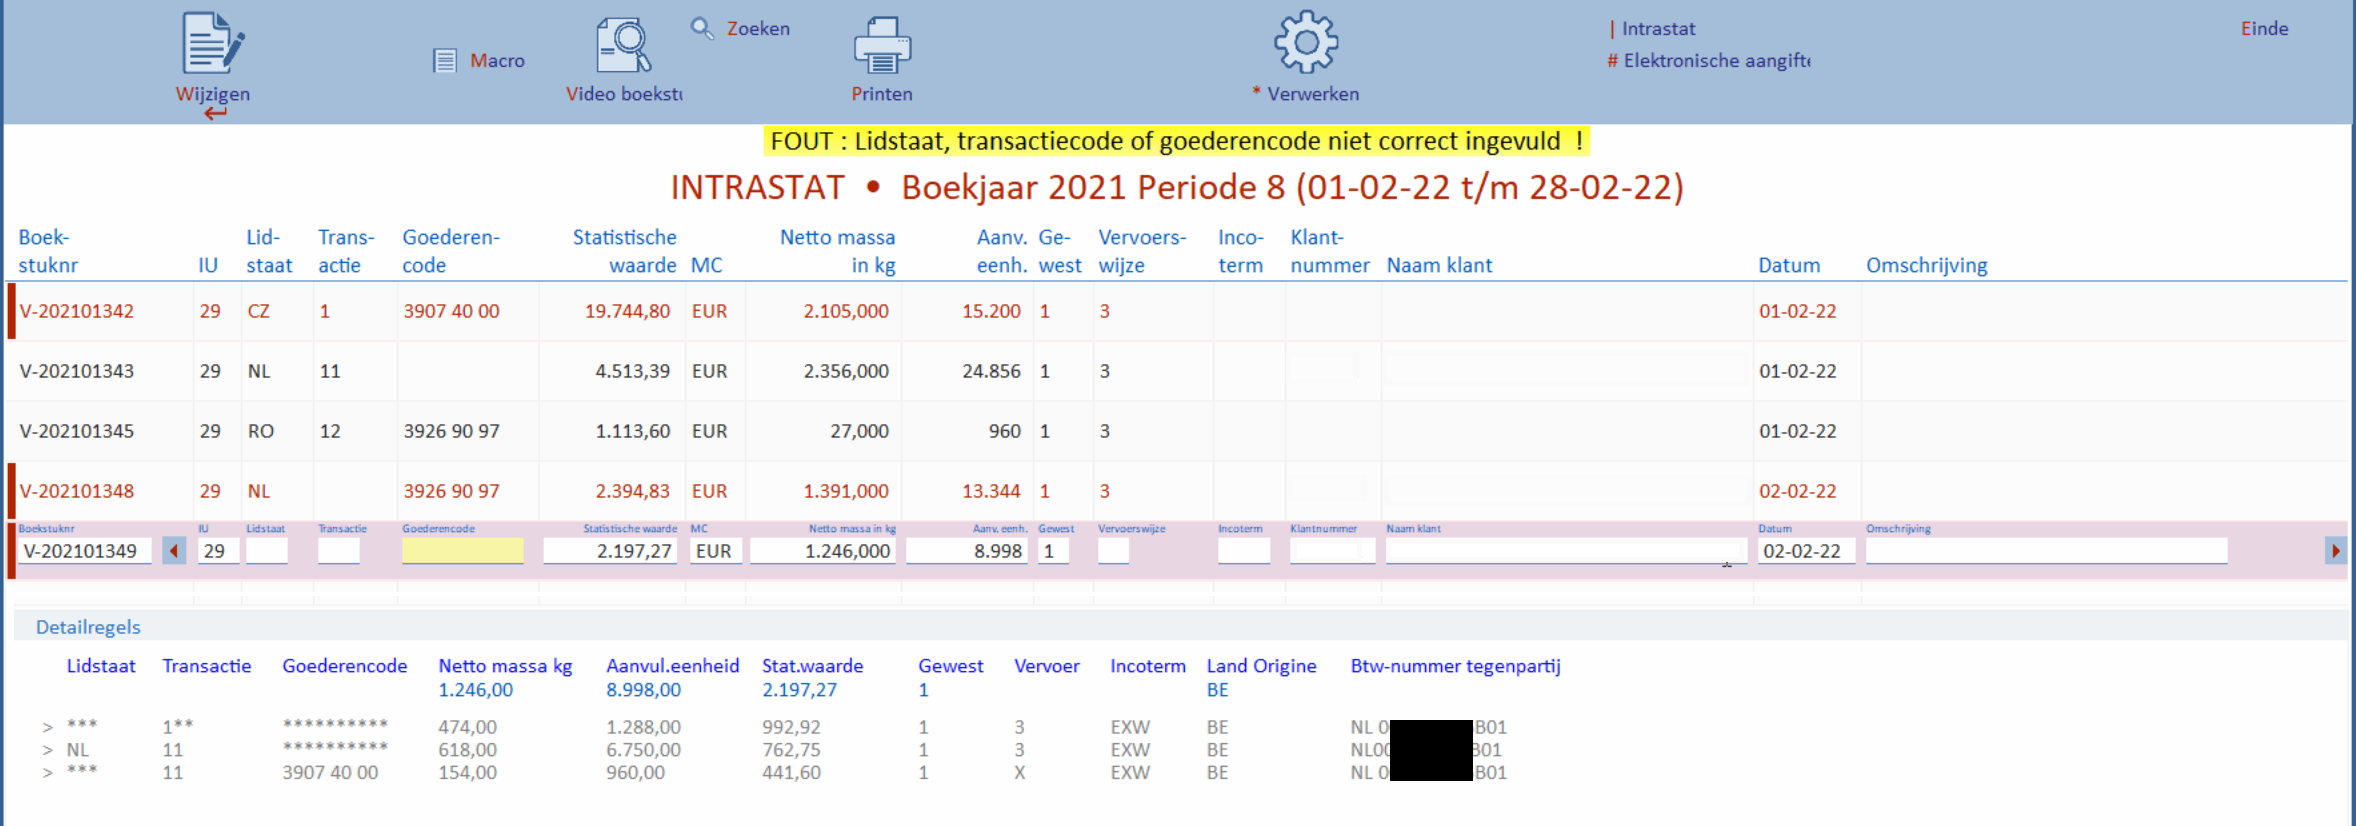 Wijzigen
Macro
Video boekstu
Zoeken
Printen
* Verwerken
| Intrastat
# Elektronische aangifte
Einde
FOUT : Lidstaat, transactiecode of goederencode niet correct ingevuld !
INTRASTAT • Boekjaar 2021 Periode 8 (01-02-22 t/m 28-02-22)
Boek- Lid- Trans- Goederen- Statistische Netto massa Aanv. Ge- Vervoers- Inco- Klant-
stuknr IU staat actie code waarde MC in kg eenh. west wijze term nummer Naam klant Datum Omschrijving
V-202101342 29 CZ 1 3907 40 00 19.744,80 EUR 2.105,000 15.200 1 3 01-02-22
V-202101343 29 NL 11 4.513,39 EUR 2.356,000 24.856 1 3 01-02-22
V-202101345 29 RO 12 3926 90 97 1.113,60 EUR 27,000 960 1 3 01-02-22
V-202101348 29 NL 3926 90 97 2.394,83 EUR 1.391,000 13.344 1 3 02-02-22
Boekstuknr IU Lidstaat Transactie Goederencode Statistische waarde MC Netto massa in kg Aanv. eenh. Gewest Vervoerswijze Incoterm Klantnummer Naam klant Datum Omschrijving
V-202101349 29 2.197,27 EUR 1.246,000 8.998 1 02-02-22
Detailregels
Lidstaat Transactie Goederencode Netto massa kg Aanvul.eenheid Stat.waarde Gewest Vervoer Incoterm Land Origine Btw-nummer tegenpartij
1.246,00 8.998,00 2.197,27 1 BE
> *** 1** ********** 474,00 1.288,00 992,92 1 3 EXW BE NL 0 B01
> NL 11 ********** 618,00 6.750,00 762,75 1 3 EXW BE NL00 B01
> *** 11 3907 40 00 154,00 960,00 441,60 1 X EXW BE NL 0 B01